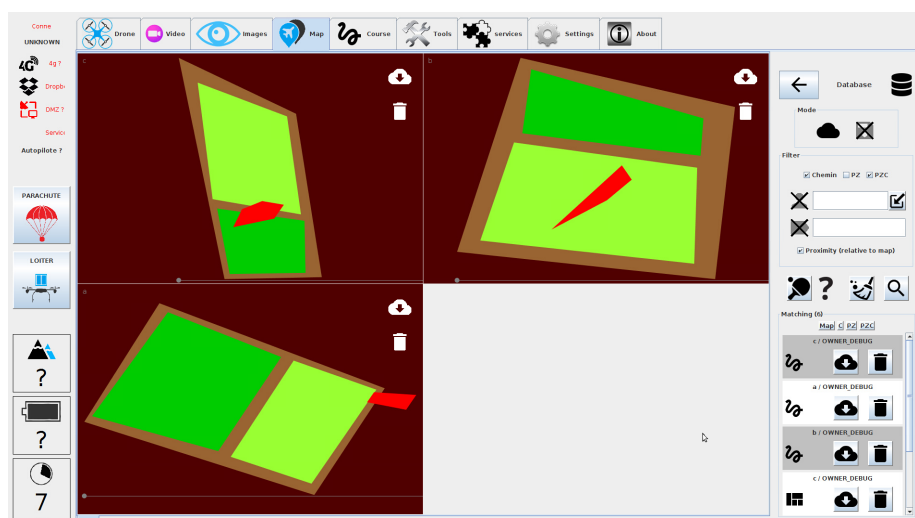 Conne
UNKNOWN
Drone
Video
Images
Map
Course
Tools
services
Settings
About
4G
4g ?
Dropb
DMZ ?
Servic
Autopilote ?
PARACHUTE
LOITER
?
?
7
c
b
a
Database
Mode
Filter
Chemin
PZ
PZC
Proximity (relative to map)
?
Matching (6)
Map C PZ PZC
c / OWNER_DEBUG
a / OWNER_DEBUG
b / OWNER_DEBUG
c / OWNER_DEBUG